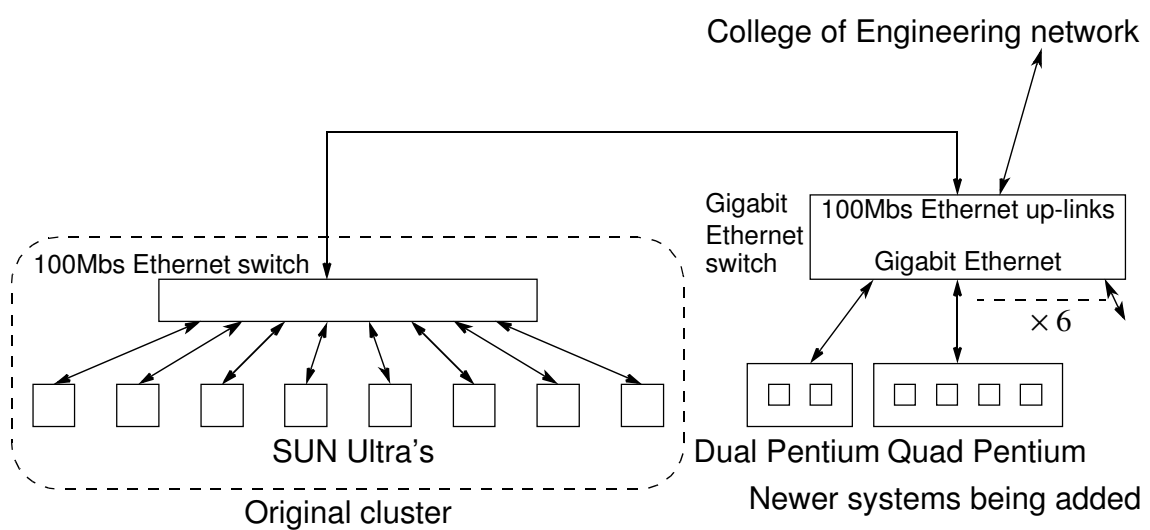 College of Engineering network
Gigabit
Ethernet
switch
100Mbs Ethernet up-links
Gigabit Ethernet
100Mbs Ethernet switch
× 6
SUN Ultra's
Dual Pentium
Quad Pentium
Original cluster
Newer systems being added